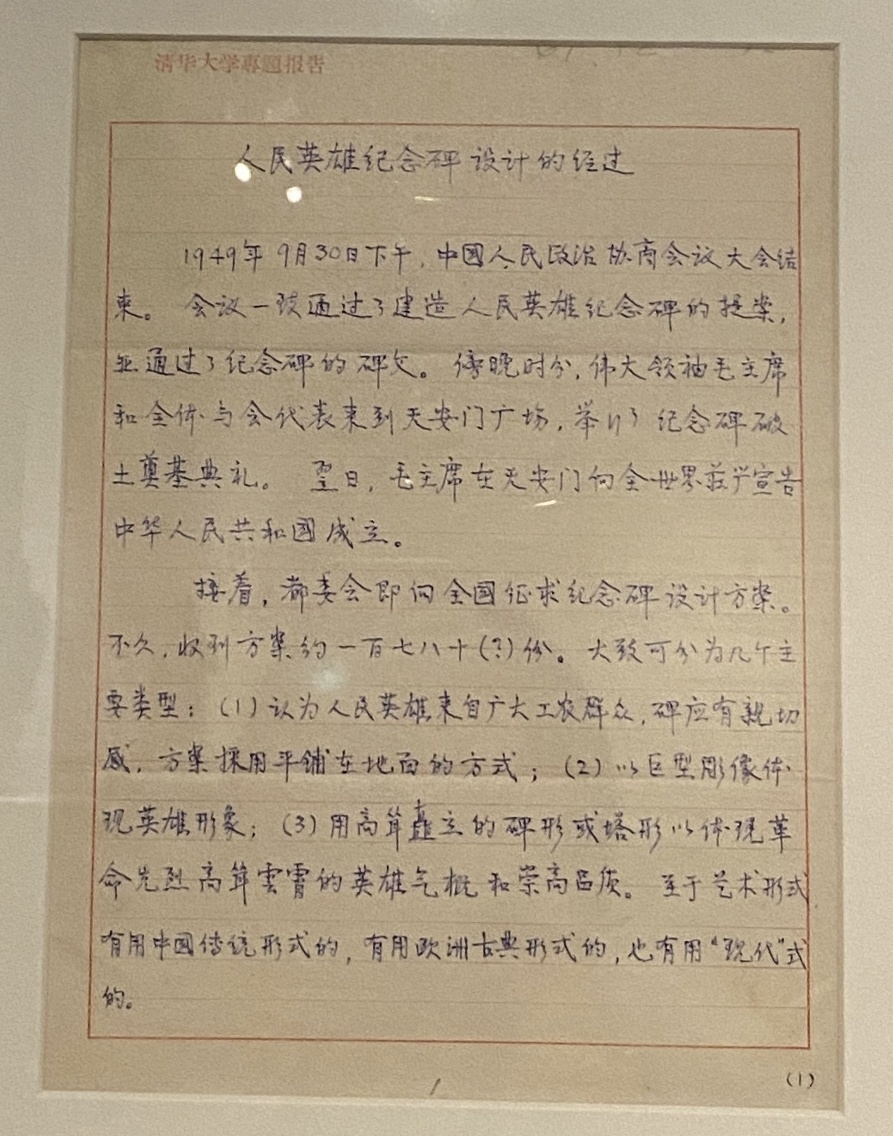 清华大学專題报告
人民英雄纪念碑设计的经过
1949年9月30日下午，中國人民政治协商会议大会结
束。会议一致通过了建造人民英雄纪念碑的提案，
並通过了纪念碑的碑文。傍晚时分，伟大领袖毛主席
和全体与会代表来到天安门广场，举行了纪念碑破
土奠基典礼。翌日，毛主席在天安门向全世界庄严宣告
中华人民共和國成立。
接着，都委会即向全国征求纪念碑设计方案。
不久，收到方案约一百七八十(?)份。大致可分为几个主
要类型：(1)认为人民英雄来自广大工农群众，碑应有親切
感，方案採用平铺在地面的方式；(2)以巨型彫像体
现英雄形象；(3)用高耸矗立的碑形或塔形以体现革
命先烈高耸雲霄的英雄气概和崇高品质。至于艺术形式
有用中國传统形式的，有用欧洲古典形式的，也有用“现代”式
的。
(1)